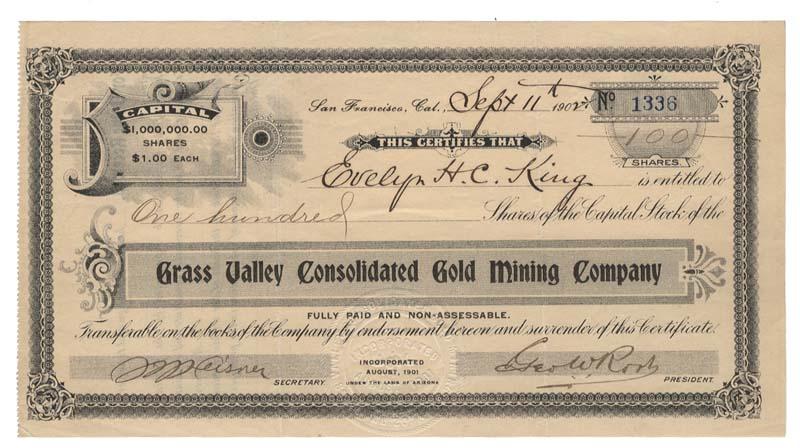 CAPITAL
$1,000,000.00
SHARES
$1.00 EACH
San Francisco, Cal., Sept 11th 1902
No 1336
100
SHARES
THIS CERTIFIES THAT
Evelyn H. C. King is entitled to
One hundred Shares of the Capital Stock of the
Grass Valley Consolidated Gold Mining Company
FULLY PAID AND NON-ASSESSABLE.
Transferable on the books of the Company by endorsement hereon and surrender of this Certificate.
INCORPORATED
AUGUST, 1901
UNDER THE LAWS OF ARIZONA
SECRETARY.
Geo W Root
PRESIDENT.